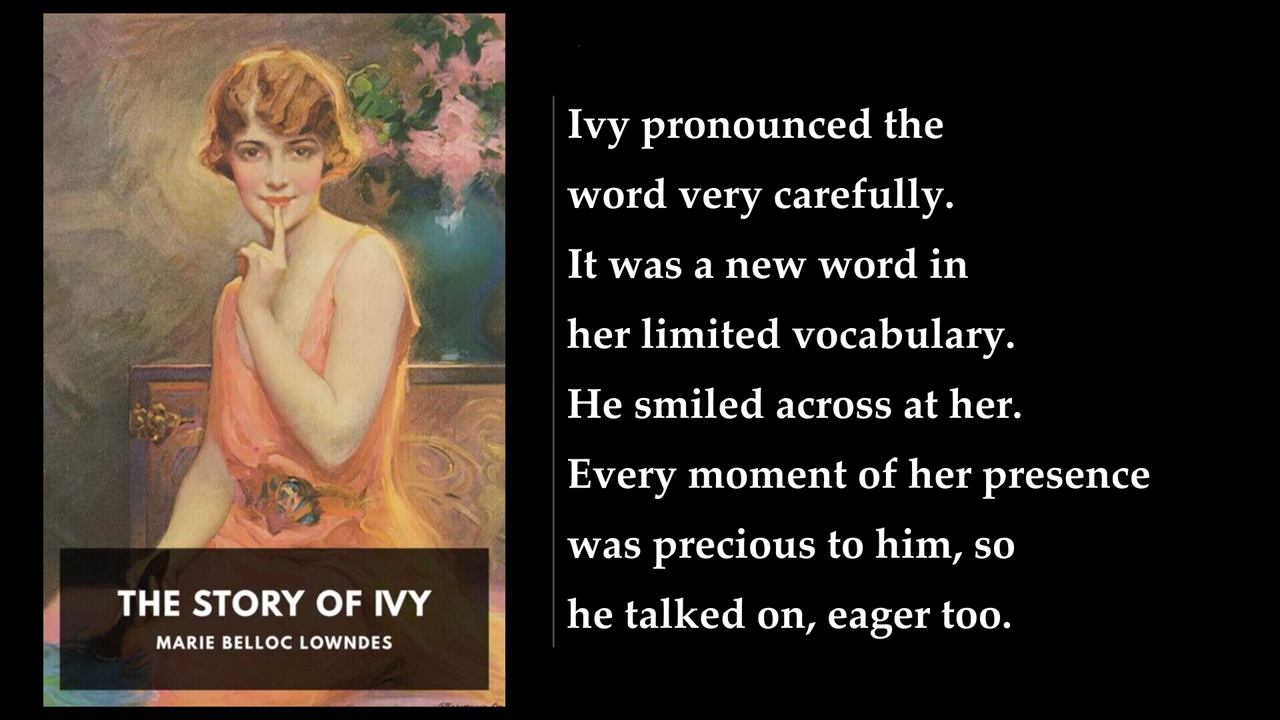 THE STORY OF IVY
MARIE BELLOC LOWNDES
Ivy pronounced the
word very carefully.
It was a new word in
her limited vocabulary.
He smiled across at her.
Every moment of her presence
was precious to him, so
he talked on, eager too.